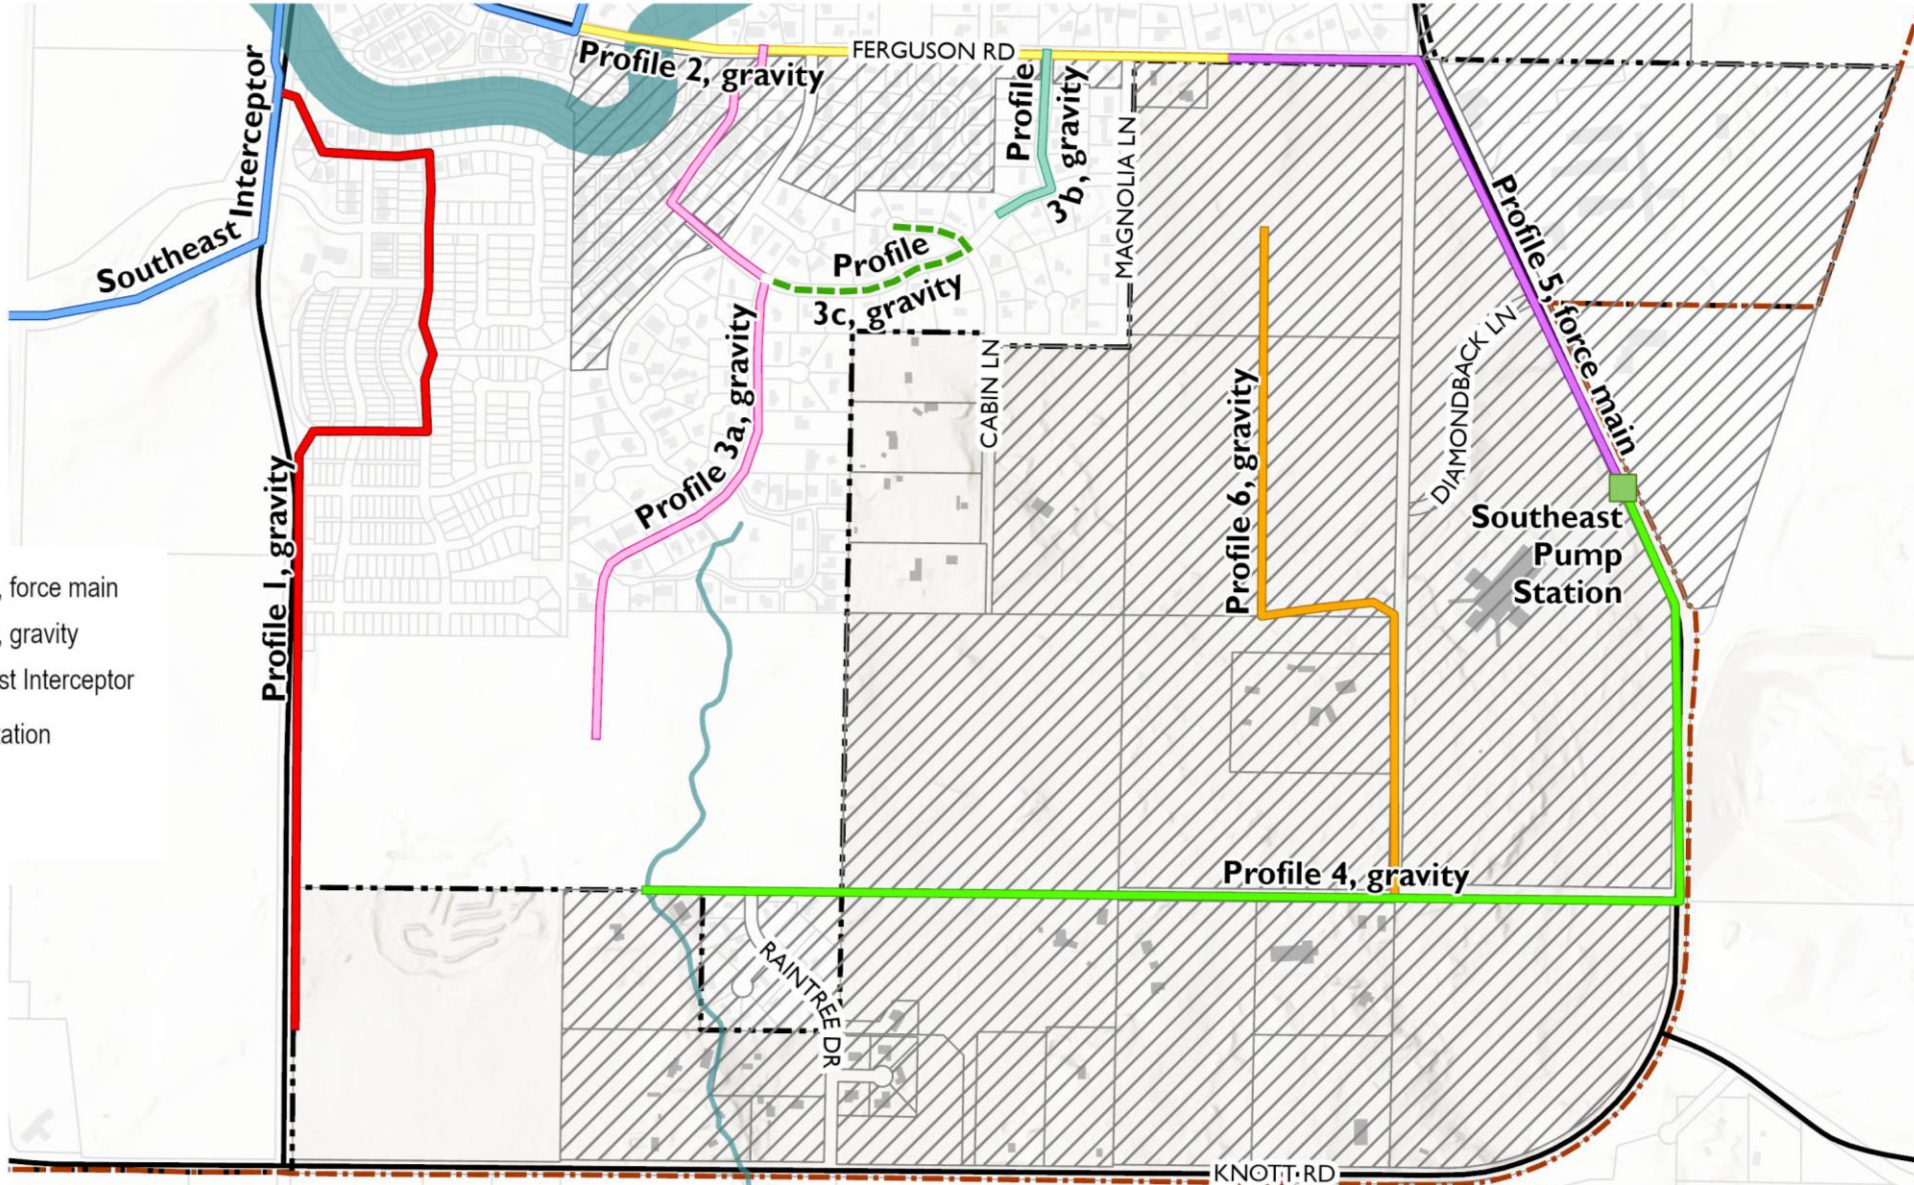 FERGUSON RD
Profile 2, gravity
Southeast Interceptor
Profile
3b, gravity
MAGNOLIA LN
Profile
3c, gravity
Profile 5, force main
DIAMONDBACK LN
CABIN LN
Profile 3a, gravity
Profile 6, gravity
Profile 1, gravity
Southeast
Pump
Station
, force main
, gravity
st Interceptor
ation
Profile 4, gravity
RAINTREE DR
KNOTT RD